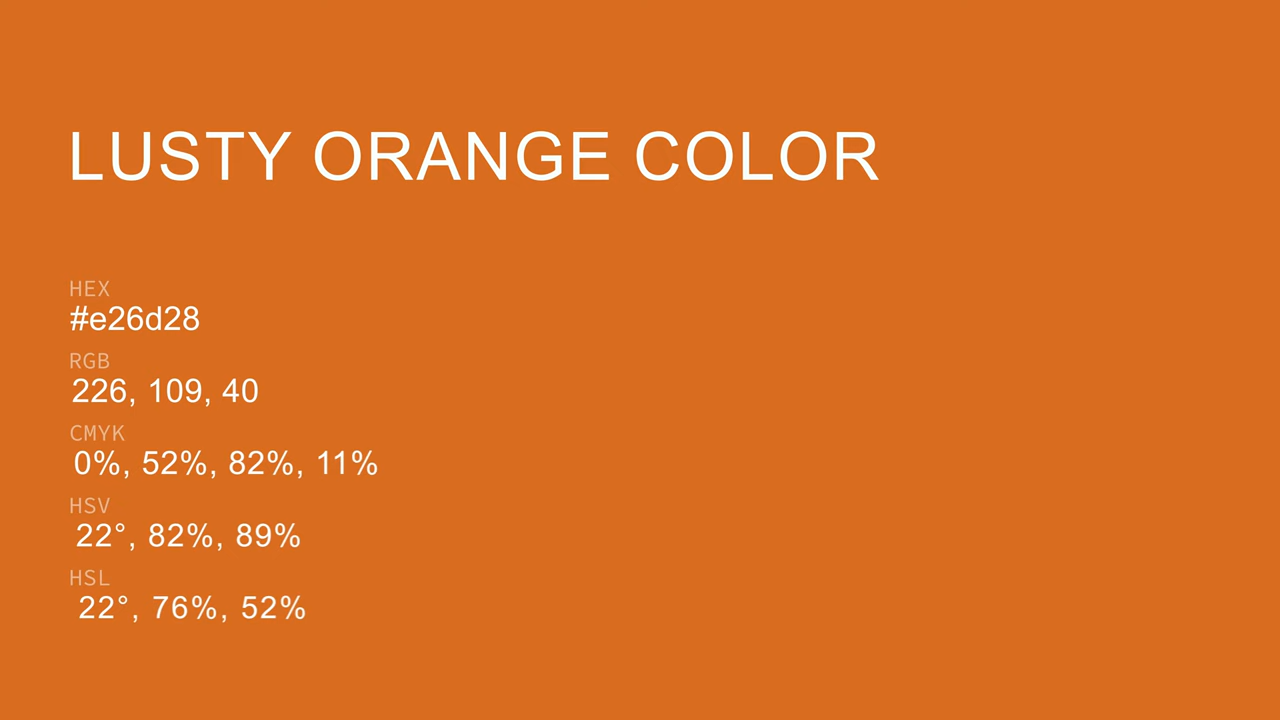 LUSTY ORANGE COLOR
HEX
#e26d28
RGB
226, 109, 40
CMYK
0%, 52%, 82%, 11%
HSV
22°, 82%, 89%
HSL
22°, 76%, 52%